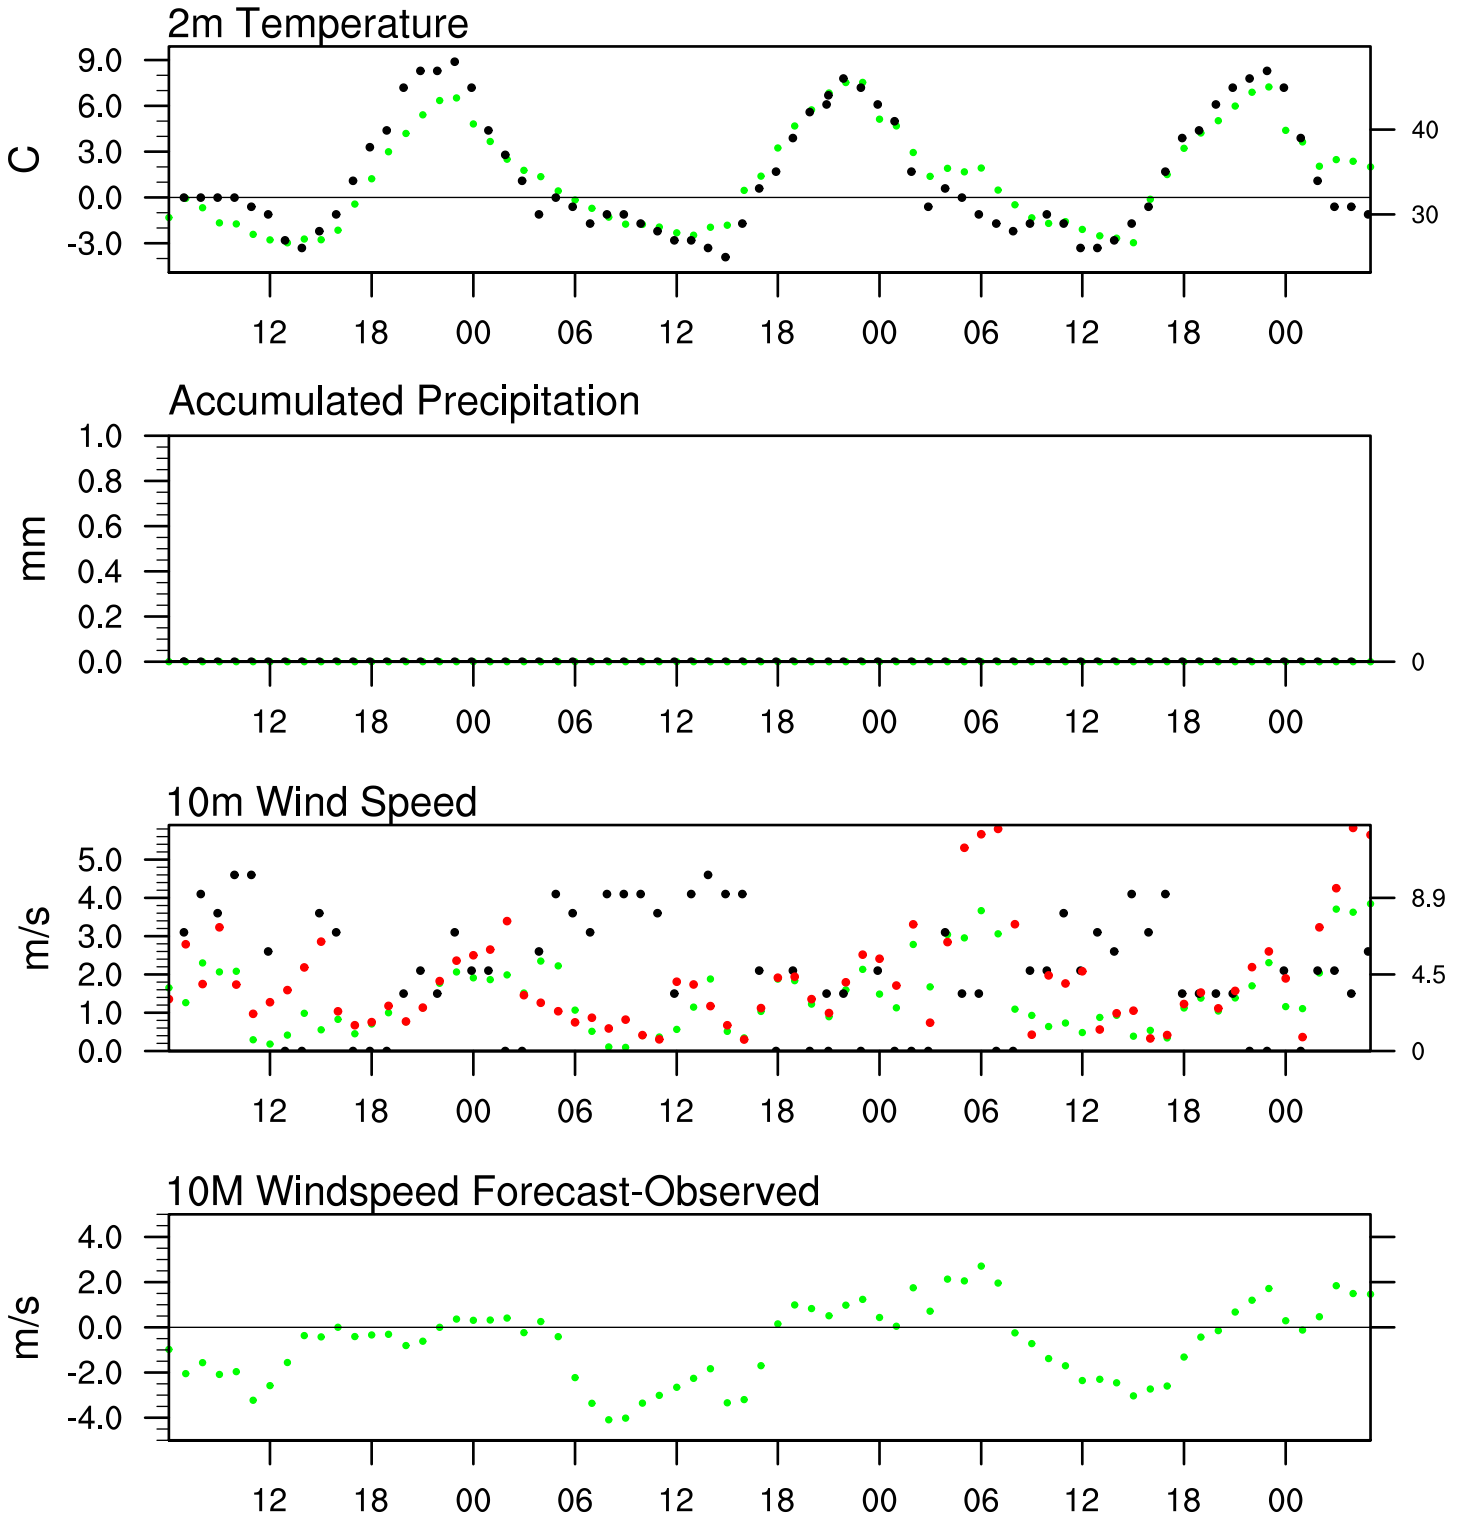 2m Temperature
9.0
6.0
3.0
0.0
-3.0
C
40
30
12 18 00 06 12 18 00 06 12 18 00
Accumulated Precipitation
1.0
0.8
0.6
0.4
0.2
0.0
mm
0
12 18 00 06 12 18 00 06 12 18 00
10m Wind Speed
5.0
4.0
3.0
2.0
1.0
0.0
m/s
8.9
4.5
0
12 18 00 06 12 18 00 06 12 18 00
10M Windspeed Forecast-Observed
4.0
2.0
0.0
-2.0
-4.0
m/s
12 18 00 06 12 18 00 06 12 18 00